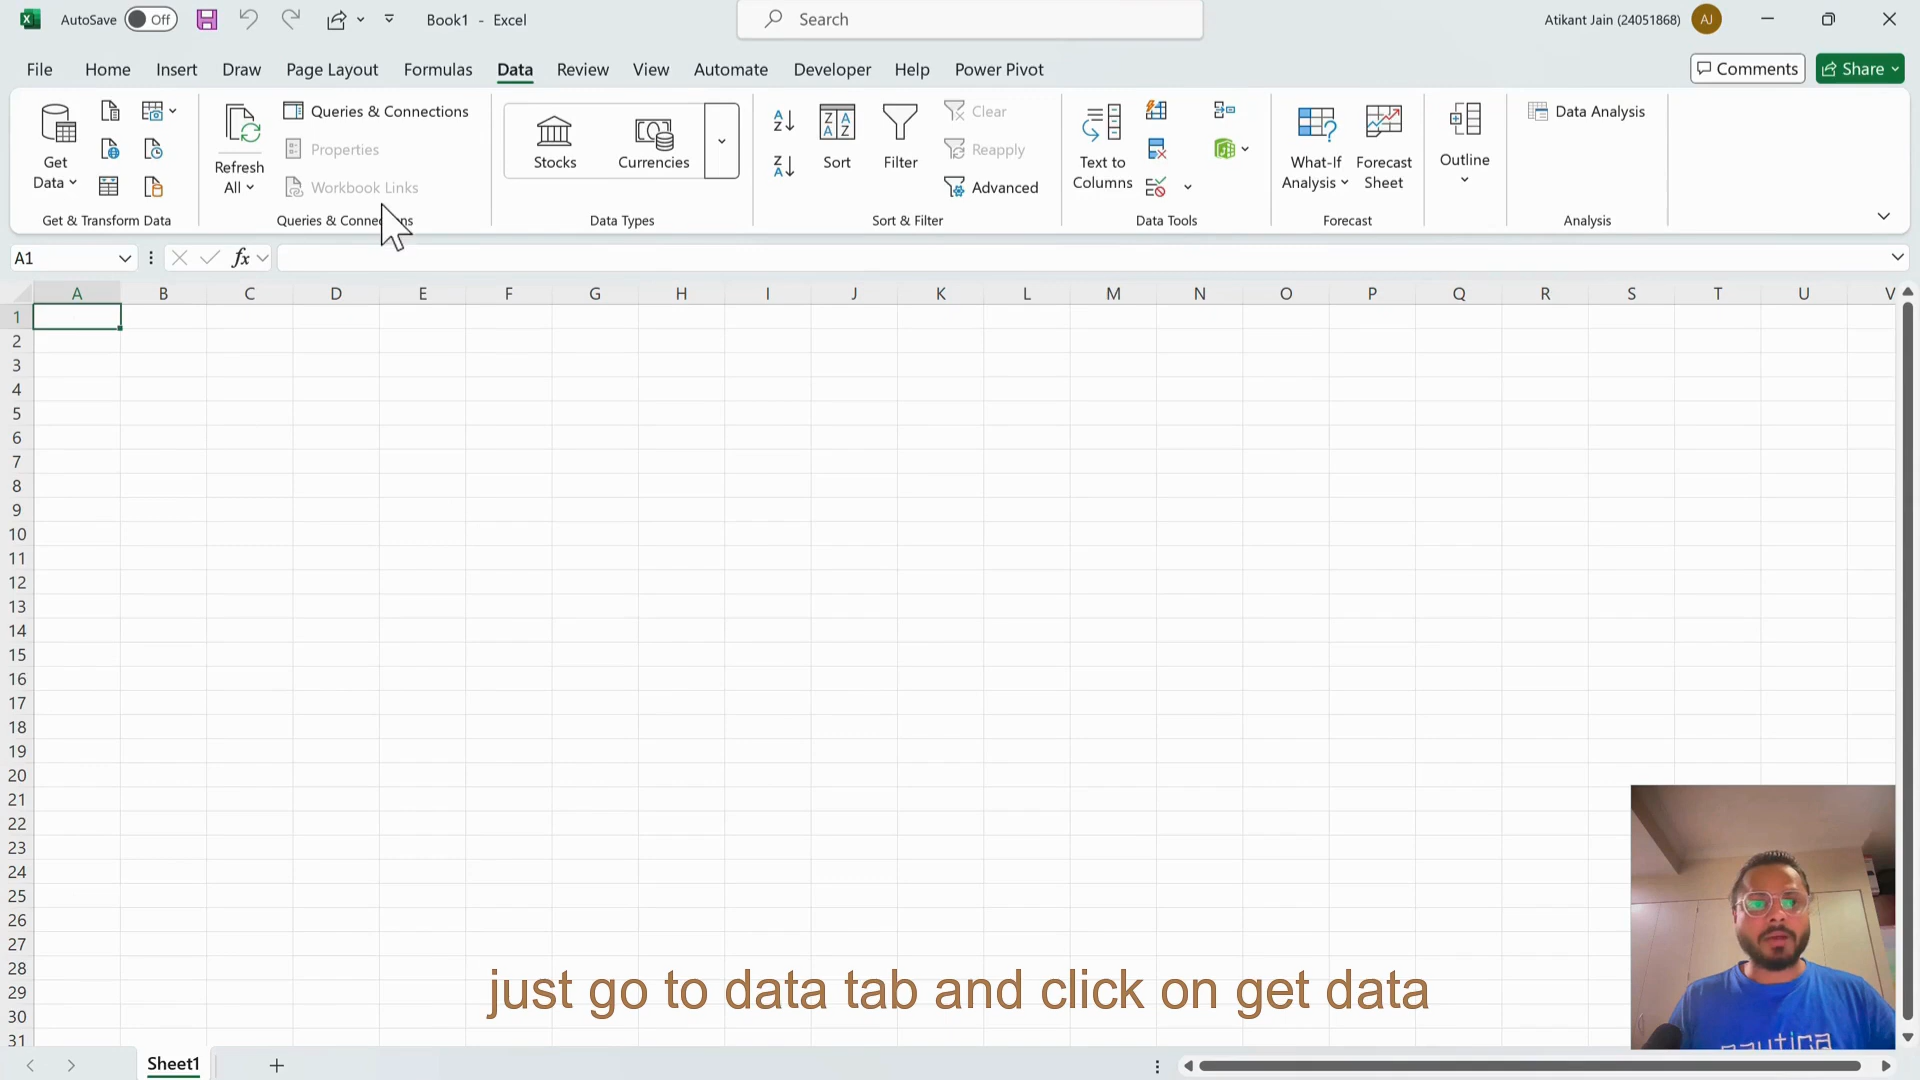 AutoSave Off Book1 - Excel Search Atikant Jain (24051868) AJ
File Home Insert Draw Page Layout Formulas Data Review View Automate Developer Help Power Pivot Comments Share
Get Data
Refresh All
Queries & Connections
Properties
Workbook Links
Stocks
Currencies
Sort
Filter
Clear
Reapply
Advanced
Text to Columns
What-If Analysis
Forecast Sheet
Outline
Data Analysis
Get & Transform Data Data Types Sort & Filter Data Tools Forecast Analysis
A1 fx
A B C D E F G H I J K L M N O P Q R S T U V
1
2
3
4
5
6
7
8
9
10
11
12
13
14
15
16
17
18
19
20
21
22
23
24
25
26
27
28
29
30
31
just go to data tab and click on get data
Sheet1